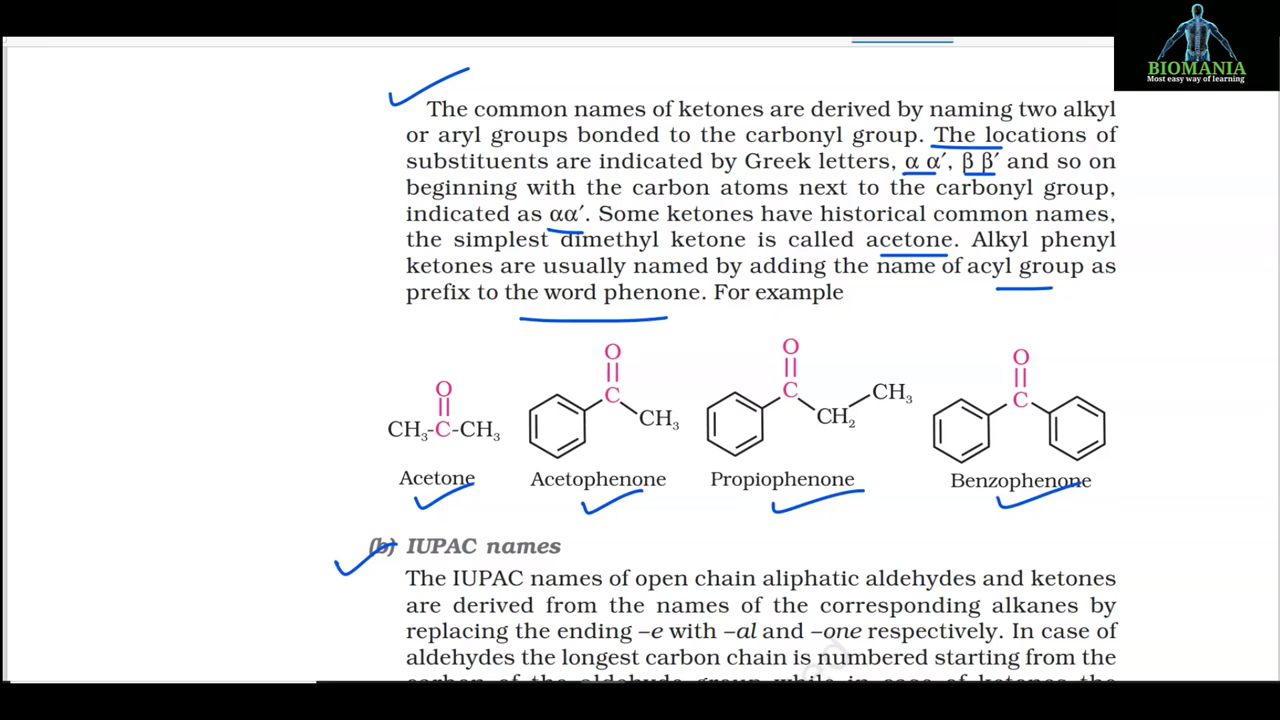 BIOMANIA
Most easy way of learning
The common names of ketones are derived by naming two alkyl
or aryl groups bonded to the carbonyl group. The locations of
substituents are indicated by Greek letters, α α′, β β′ and so on
beginning with the carbon atoms next to the carbonyl group,
indicated as αα′. Some ketones have historical common names,
the simplest dimethyl ketone is called acetone. Alkyl phenyl
ketones are usually named by adding the name of acyl group as
prefix to the word phenone. For example
O
CH₃-C-CH₃
Acetone
O
C
CH₃
Acetophenone
O
C
CH₂
CH₃
Propiophenone
O
C
Benzophenone
(b) IUPAC names
The IUPAC names of open chain aliphatic aldehydes and ketones
are derived from the names of the corresponding alkanes by
replacing the ending –e with –al and –one respectively. In case of
aldehydes the longest carbon chain is numbered starting from the